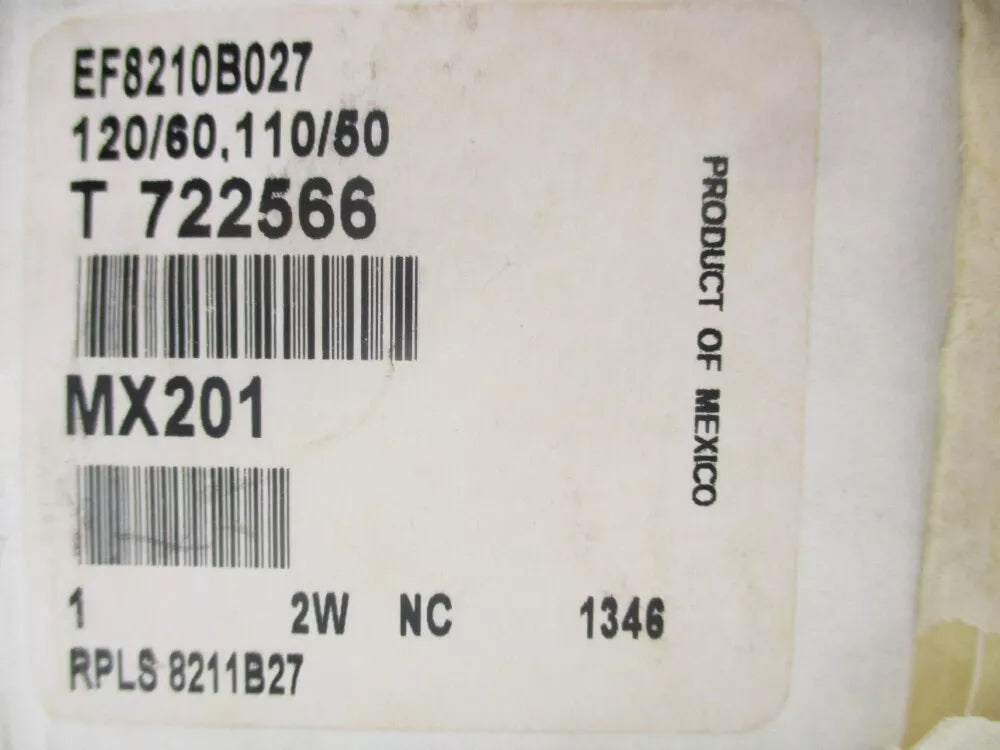 EF8210B027
120/60,110/50
T 722566
MX201
1 2W NC 1346
RPLS 8211B27
PRODUCT OF MEXICO